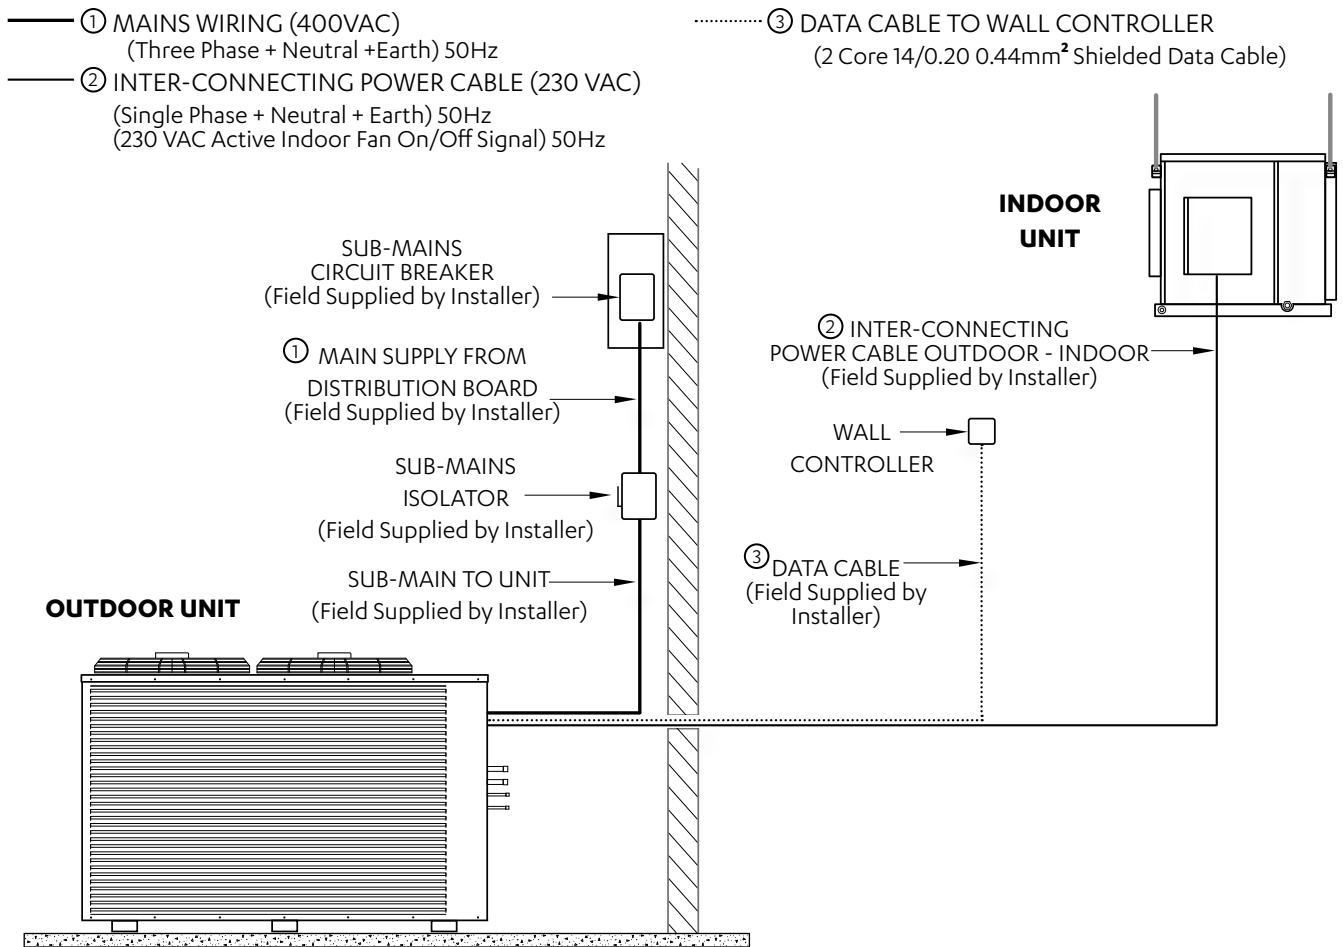 ① MAINS WIRING (400VAC)
(Three Phase + Neutral +Earth) 50Hz
② INTER-CONNECTING POWER CABLE (230 VAC)
(Single Phase + Neutral + Earth) 50Hz
(230 VAC Active Indoor Fan On/Off Signal) 50Hz
③ DATA CABLE TO WALL CONTROLLER
(2 Core 14/0.20 0.44mm² Shielded Data Cable)
INDOOR
UNIT
SUB-MAINS
CIRCUIT BREAKER
(Field Supplied by Installer)
① MAIN SUPPLY FROM
DISTRIBUTION BOARD
(Field Supplied by Installer)
② INTER-CONNECTING
POWER CABLE OUTDOOR - INDOOR
(Field Supplied by Installer)
WALL
CONTROLLER
SUB-MAINS
ISOLATOR
(Field Supplied by Installer)
③ DATA CABLE
(Field Supplied by
Installer)
SUB-MAIN TO UNIT
(Field Supplied by Installer)
OUTDOOR UNIT